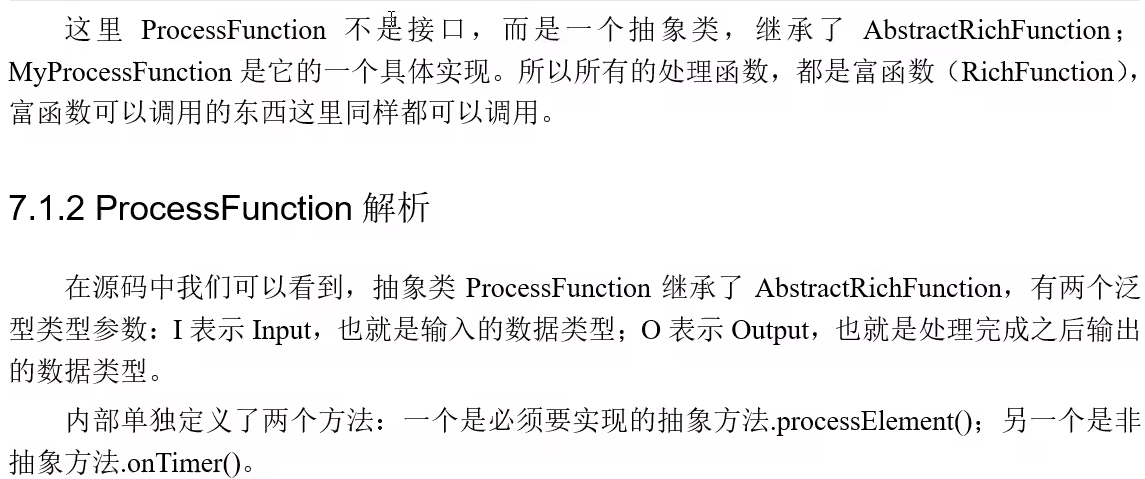 这里 ProcessFunction 不是接口，而是一个抽象类，继承了 AbstractRichFunction；
MyProcessFunction 是它的一个具体实现。所以所有的处理函数，都是富函数（RichFunction），
富函数可以调用的东西这里同样都可以调用。
7.1.2 ProcessFunction 解析
在源码中我们可以看到，抽象类 ProcessFunction 继承了 AbstractRichFunction，有两个泛
型类型参数：I 表示 Input，也就是输入的数据类型；O 表示 Output，也就是处理完成之后输出
的数据类型。
内部单独定义了两个方法：一个是必须要实现的抽象方法.processElement()；另一个是非
抽象方法.onTimer()。